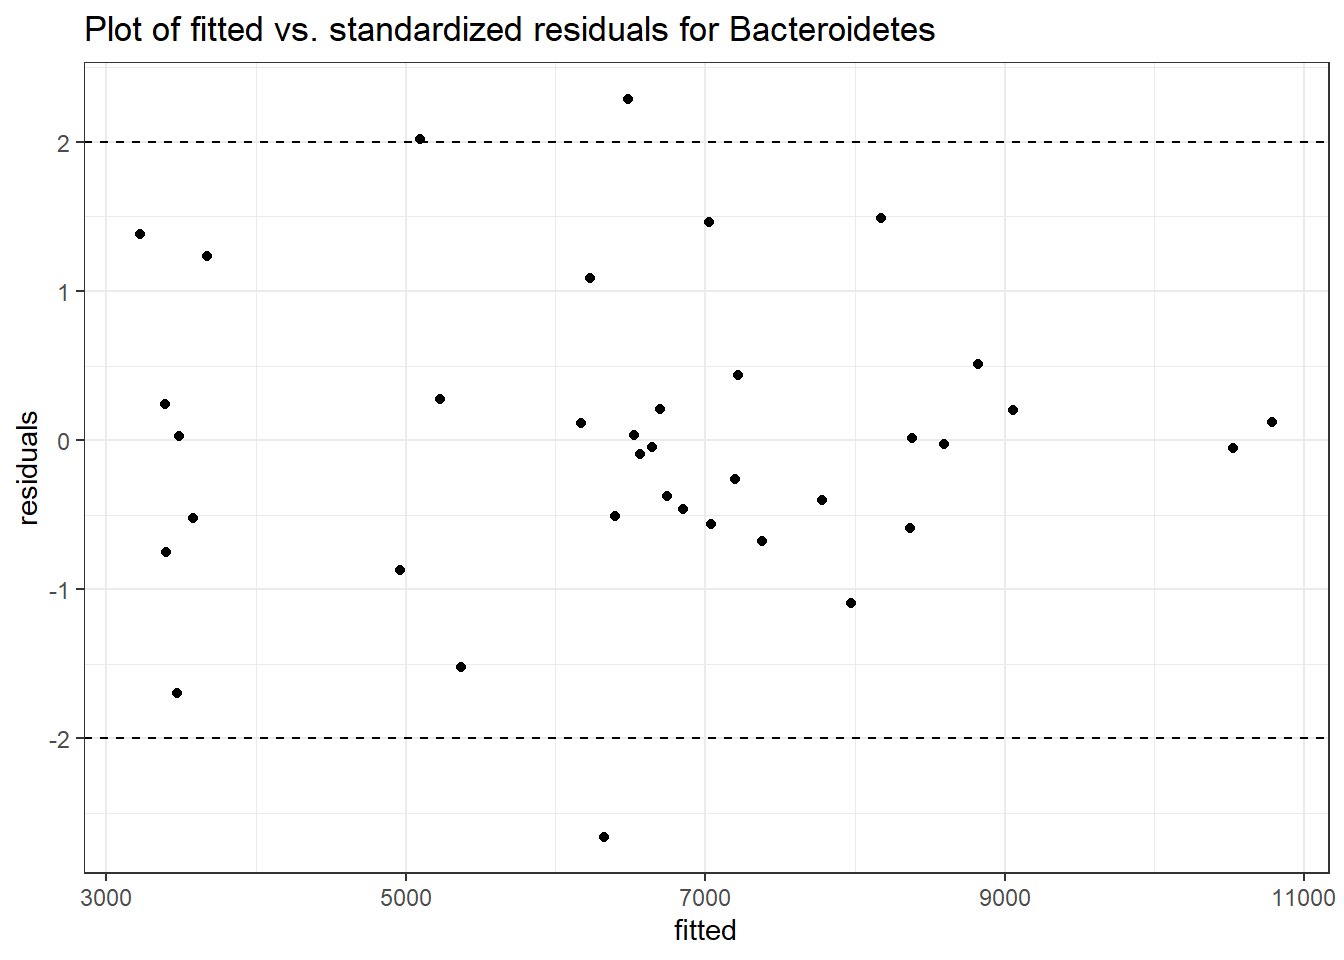 Plot of fitted vs. standardized residuals for Bacteroidetes
2
1
0
-1
-2
residuals
3000 5000 7000 9000 11000
fitted